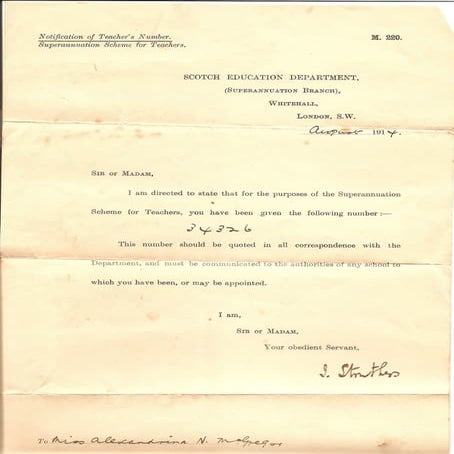 Notification of Teacher's Number.
Superannuation Scheme for Teachers.
M. 220.
SCOTCH EDUCATION DEPARTMENT,
(SUPERANNUATION BRANCH),
WHITEHALL,
LONDON, S.W.
August 1914.
SIR OR MADAM,
I am directed to state that for the purposes of the Superannuation
Scheme for Teachers, you have been given the following number:—
34326
This number should be quoted in all correspondence with the
Department, and must be communicated to the authorities of any school to
which you have been, or may be appointed.
I am,
SIR OR MADAM,
Your obedient Servant,
J. Struthers
To Miss Alexandrina N. McGregor